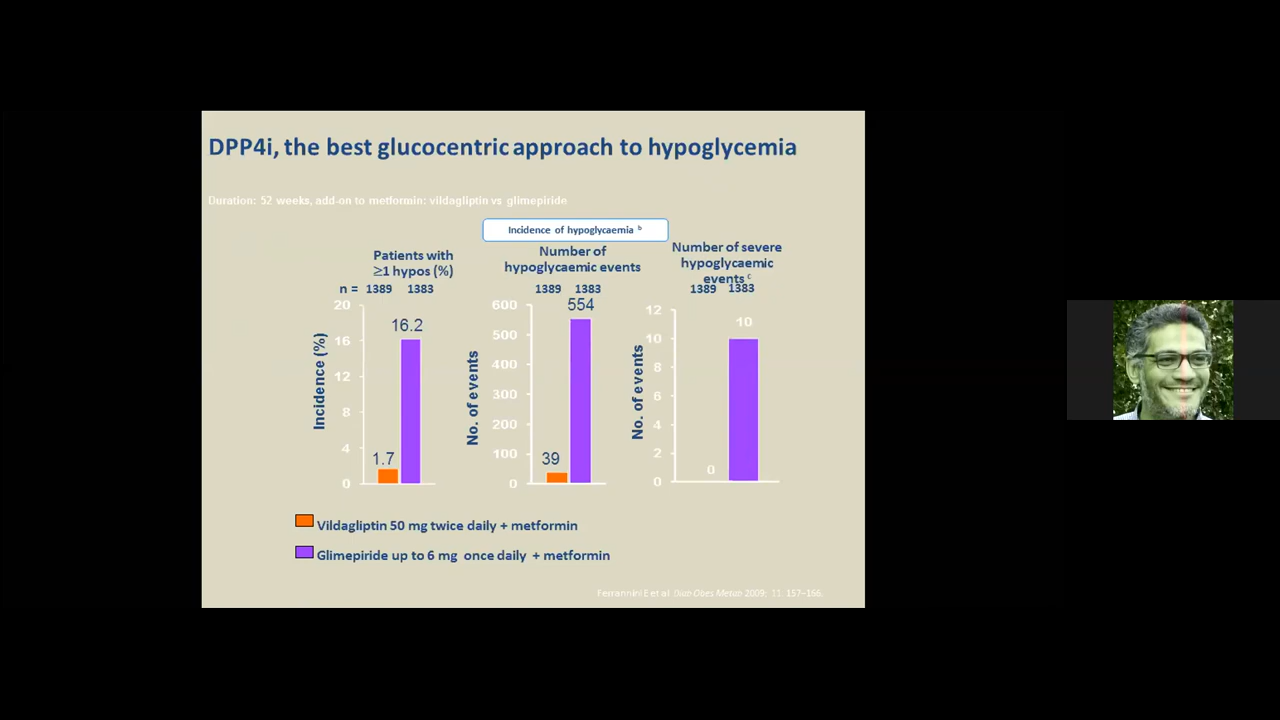 DPP4i, the best glucocentric approach to hypoglycemia
Duration: 52 weeks, add-on to metformin: vildagliptin vs glimepiride
Incidence of hypoglycaemia b
Patients with
≥1 hypos (%)
n = 1389 1383
20
16
12
8
4
0
Incidence (%)
1.7
16.2
Number of
hypoglycaemic events
1389 1383
600
500
400
300
200
100
0
No. of events
39
554
Number of severe
hypoglycaemic
events c
1389 1383
12
10
8
6
4
2
0
No. of events
0
10
Vildagliptin 50 mg twice daily + metformin
Glimepiride up to 6 mg once daily + metformin
Ferrannini E et al. Diab Obes Metab 2009; 11: 157–166.